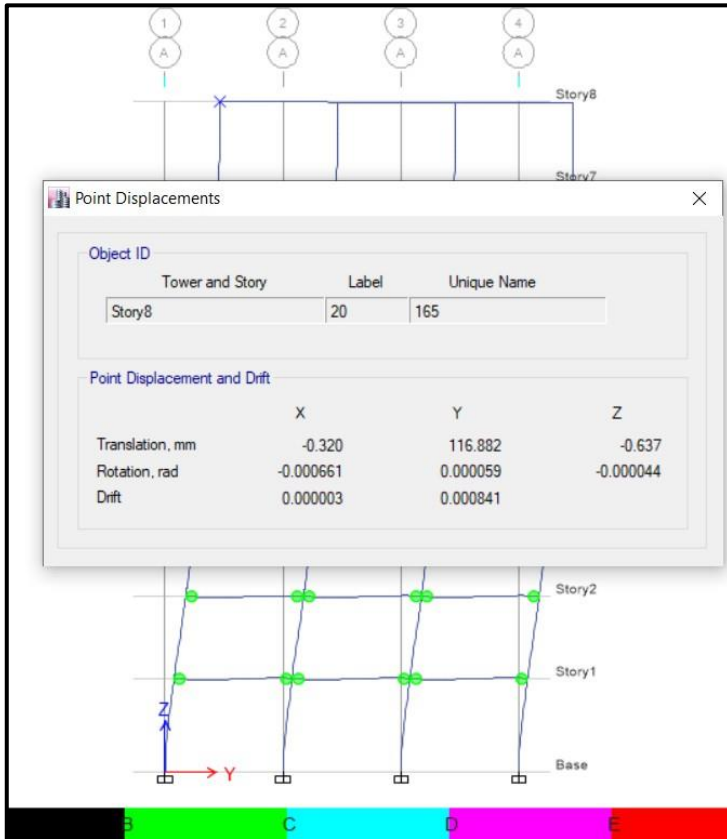 1 2 3 4
A A A A
Story8
Story7
Point Displacements
Object ID
Tower and Story Label Unique Name
Story8 20 165
Point Displacement and Drift
X Y Z
Translation, mm -0.320 116.882 -0.637
Rotation, rad -0.000661 0.000059 -0.000044
Drift 0.000003 0.000841
Story2
Story1
Z
Y
Base
B C D E